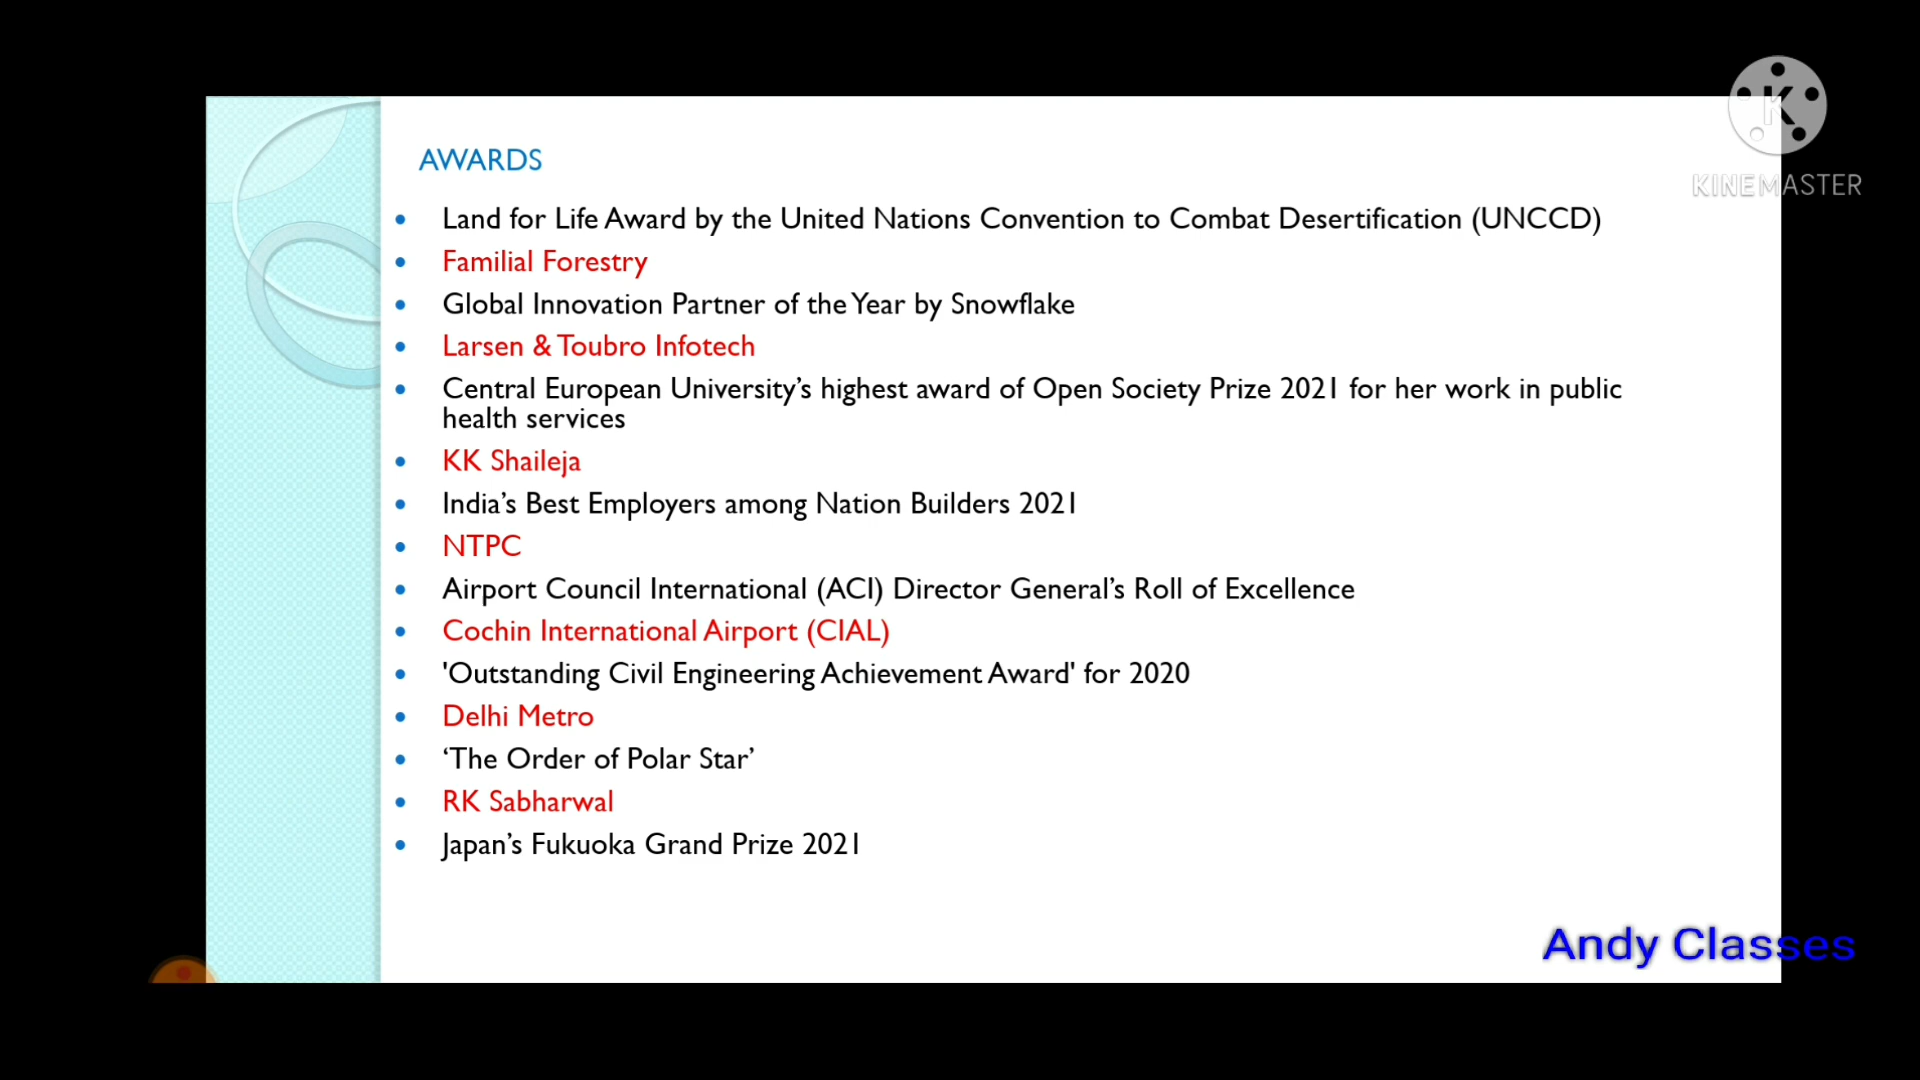 KINEMASTER
AWARDS
Land for Life Award by the United Nations Convention to Combat Desertification (UNCCD)
Familial Forestry
Global Innovation Partner of the Year by Snowflake
Larsen & Toubro Infotech
Central European University’s highest award of Open Society Prize 2021 for her work in public
health services
KK Shaileja
India’s Best Employers among Nation Builders 2021
NTPC
Airport Council International (ACI) Director General’s Roll of Excellence
Cochin International Airport (CIAL)
'Outstanding Civil Engineering Achievement Award' for 2020
Delhi Metro
‘The Order of Polar Star’
RK Sabharwal
Japan’s Fukuoka Grand Prize 2021
Andy Classes